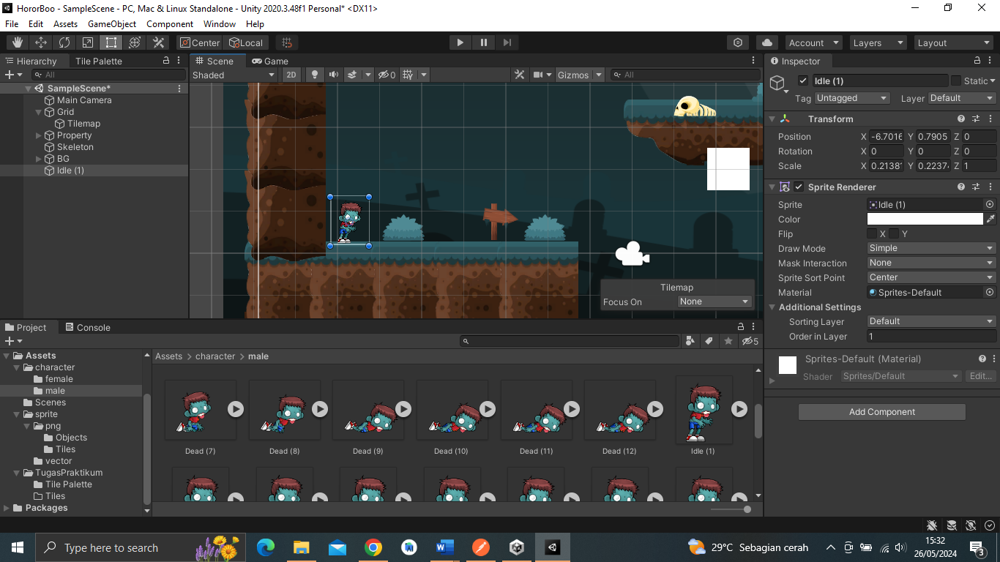 HororBoo - SampleScene - PC, Mac & Linux Standalone - Unity 2020.3.48f1 Personal* <DX11>
File Edit Assets GameObject Component Window Help
Center Local Account Layers Layout
Hierarchy Tile Palette
All
SampleScene*
Main Camera
Grid
Tilemap
Property
Skeleton
BG
Idle (1)
Scene Game
Shaded 2D 0 Gizmos All
Tilemap
Focus On None
Inspector
Idle (1) Static
Tag Untagged Layer Default
Transform
Position X -6.7016 Y 0.7905 Z 0
Rotation X 0 Y 0 Z 0
Scale X 0.2138 Y 0.2237 Z 1
Sprite Renderer
Sprite Idle (1)
Color
Flip X Y
Draw Mode Simple
Mask Interaction None
Sprite Sort Point Center
Material Sprites-Default
Additional Settings
Sorting Layer Default
Order in Layer 1
Sprites-Default (Material)
Shader Sprites/Default Edit...
Add Component
Project Console
5
Assets
character
female
male
Scenes
sprite
png
Objects
Tiles
vector
TugasPraktikum
Tile Palette
Tiles
Packages
Assets > character > male
Dead (7) Dead (8) Dead (9) Dead (10) Dead (11) Dead (12) Idle (1)
Type here to search
29°C Sebagian cerah
15:32
26/05/2024
3